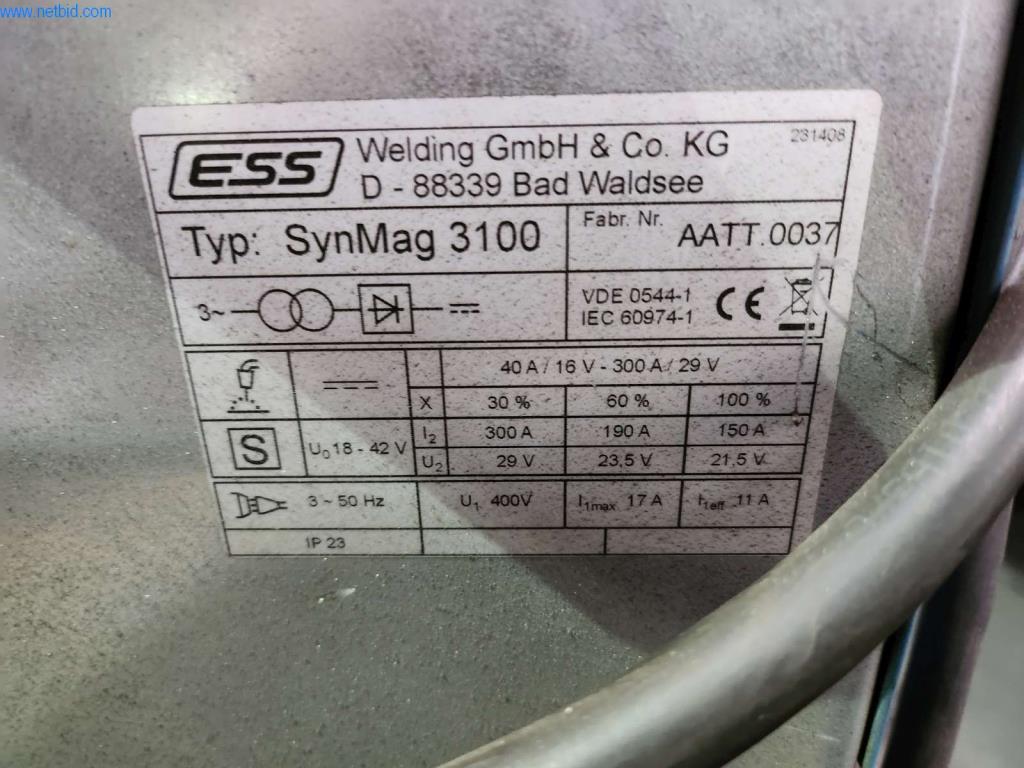 www.netbid.com
ESS Welding GmbH & Co. KG 231408
D - 88339 Bad Waldsee
Typ: SynMag 3100 Fabr. Nr. AATT.0037
3~ VDE 0544-1 CE
IEC 60974-1
40 A / 16 V - 300 A / 29 V
X 30 % 60 % 100 %
S U0 18 - 42 V I2 300 A 190 A 150 A
U2 29 V 23,5 V 21,5 V
3 ~ 50 Hz U1 400V I1max 17 A I1eff 11 A
IP 23